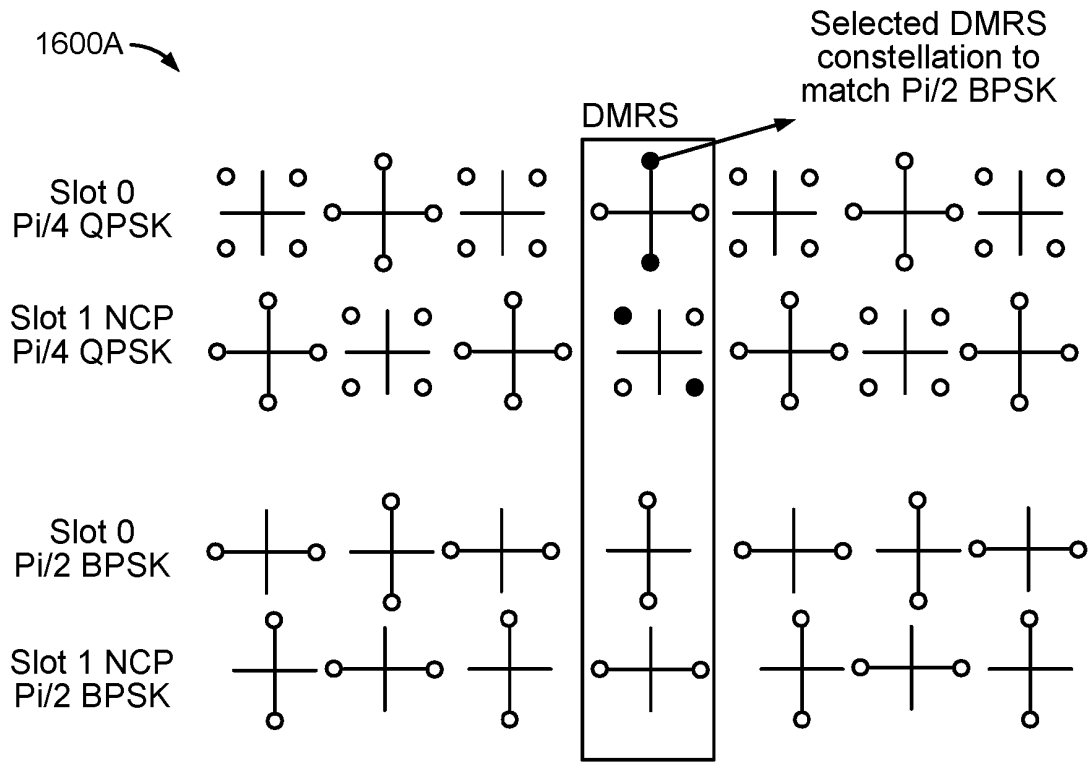 1600A
Selected DMRS
constellation to
match Pi/2 BPSK
DMRS
Slot 0
Pi/4 QPSK
Slot 1 NCP
Pi/4 QPSK
Slot 0
Pi/2 BPSK
Slot 1 NCP
Pi/2 BPSK